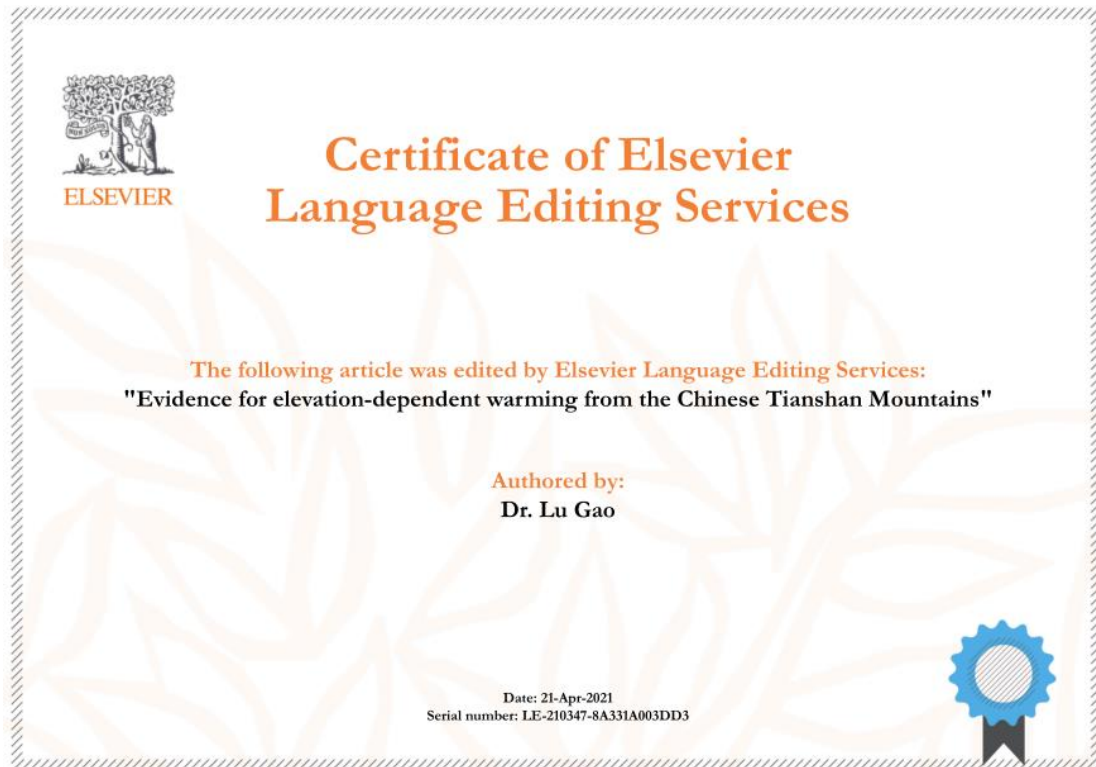 NON SOLUS
ELSEVIER
Certificate of Elsevier
Language Editing Services
The following article was edited by Elsevier Language Editing Services:
"Evidence for elevation-dependent warming from the Chinese Tianshan Mountains"
Authored by:
Dr. Lu Gao
Date: 21-Apr-2021
Serial number: LE-210347-8A331A003DD3